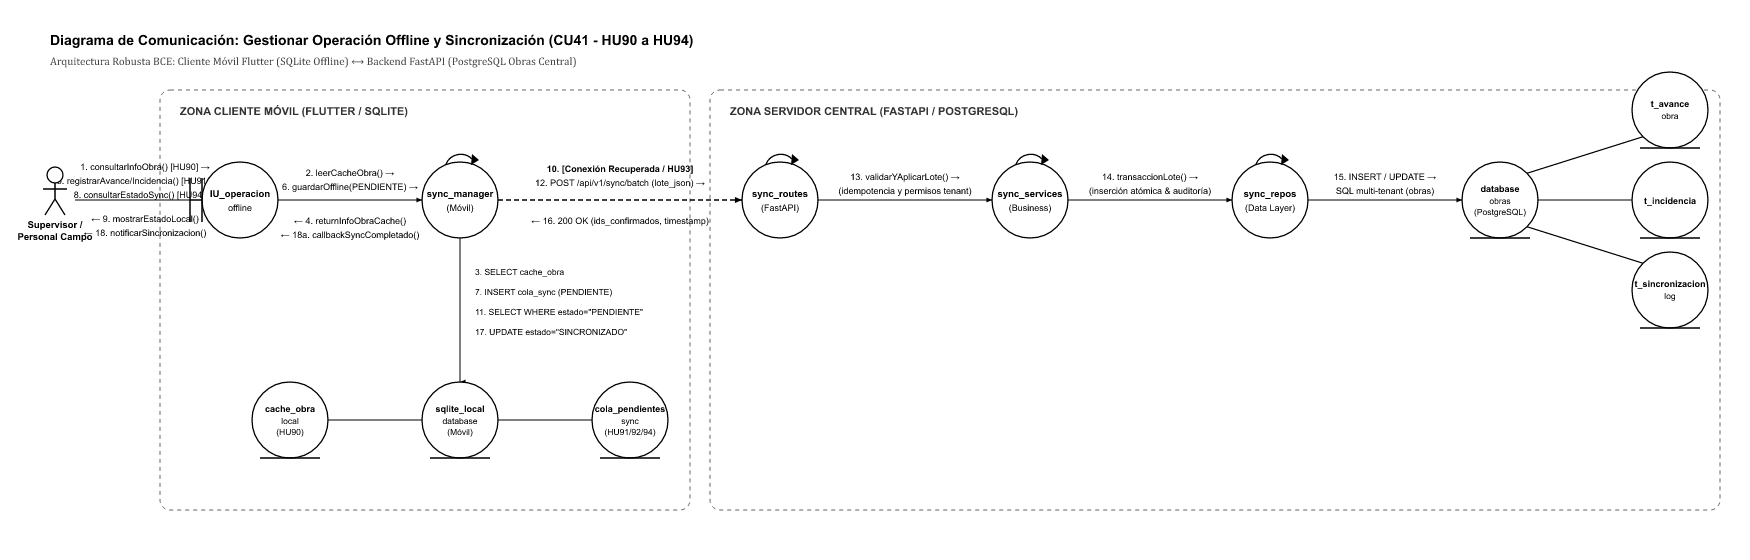 Diagrama de Comunicación: Gestionar Operación Offline y Sincronización (CU41 - HU90 a HU94)
Arquitectura Robusta BCE: Cliente Móvil Flutter (SQLite Offline) ⟷ Backend FastAPI (PostgreSQL Obras Central)
ZONA CLIENTE MÓVIL (FLUTTER / SQLITE)
ZONA SERVIDOR CENTRAL (FASTAPI / POSTGRESQL)
Supervisor /
Personal Campo
1. consultarInfoObra() [HU90] →
registrarAvance/Incidencia() [HU91
8. consultarEstadoSync() [HU94
← 9. mostrarEstadoLocal()
← 18. notificarSincronizacion()
IU_operacion
offline
2. leerCacheObra() →
6. guardarOffline(PENDIENTE) →
← 4. returnInfoObraCache()
← 18a. callbackSyncCompletado()
sync_manager
(Móvil)
10. [Conexión Recuperada / HU93]
12. POST /api/v1/sync/batch (lote_json) →
← 16. 200 OK (ids_confirmados, timestamp)
sync_routes
(FastAPI)
13. validarYAplicarLote() →
(idempotencia y permisos tenant)
sync_services
(Business)
14. transaccionLote() →
(inserción atómica & auditoría)
sync_repos
(Data Layer)
15. INSERT / UPDATE →
SQL multi-tenant (obras)
database
obras
(PostgreSQL)
t_avance
obra
t_incidencia
t_sincronizacion
log
3. SELECT cache_obra
7. INSERT cola_sync (PENDIENTE)
11. SELECT WHERE estado="PENDIENTE"
17. UPDATE estado="SINCRONIZADO"
cache_obra
local
(HU90)
sqlite_local
database
(Móvil)
cola_pendientes
sync
(HU91/92/94)